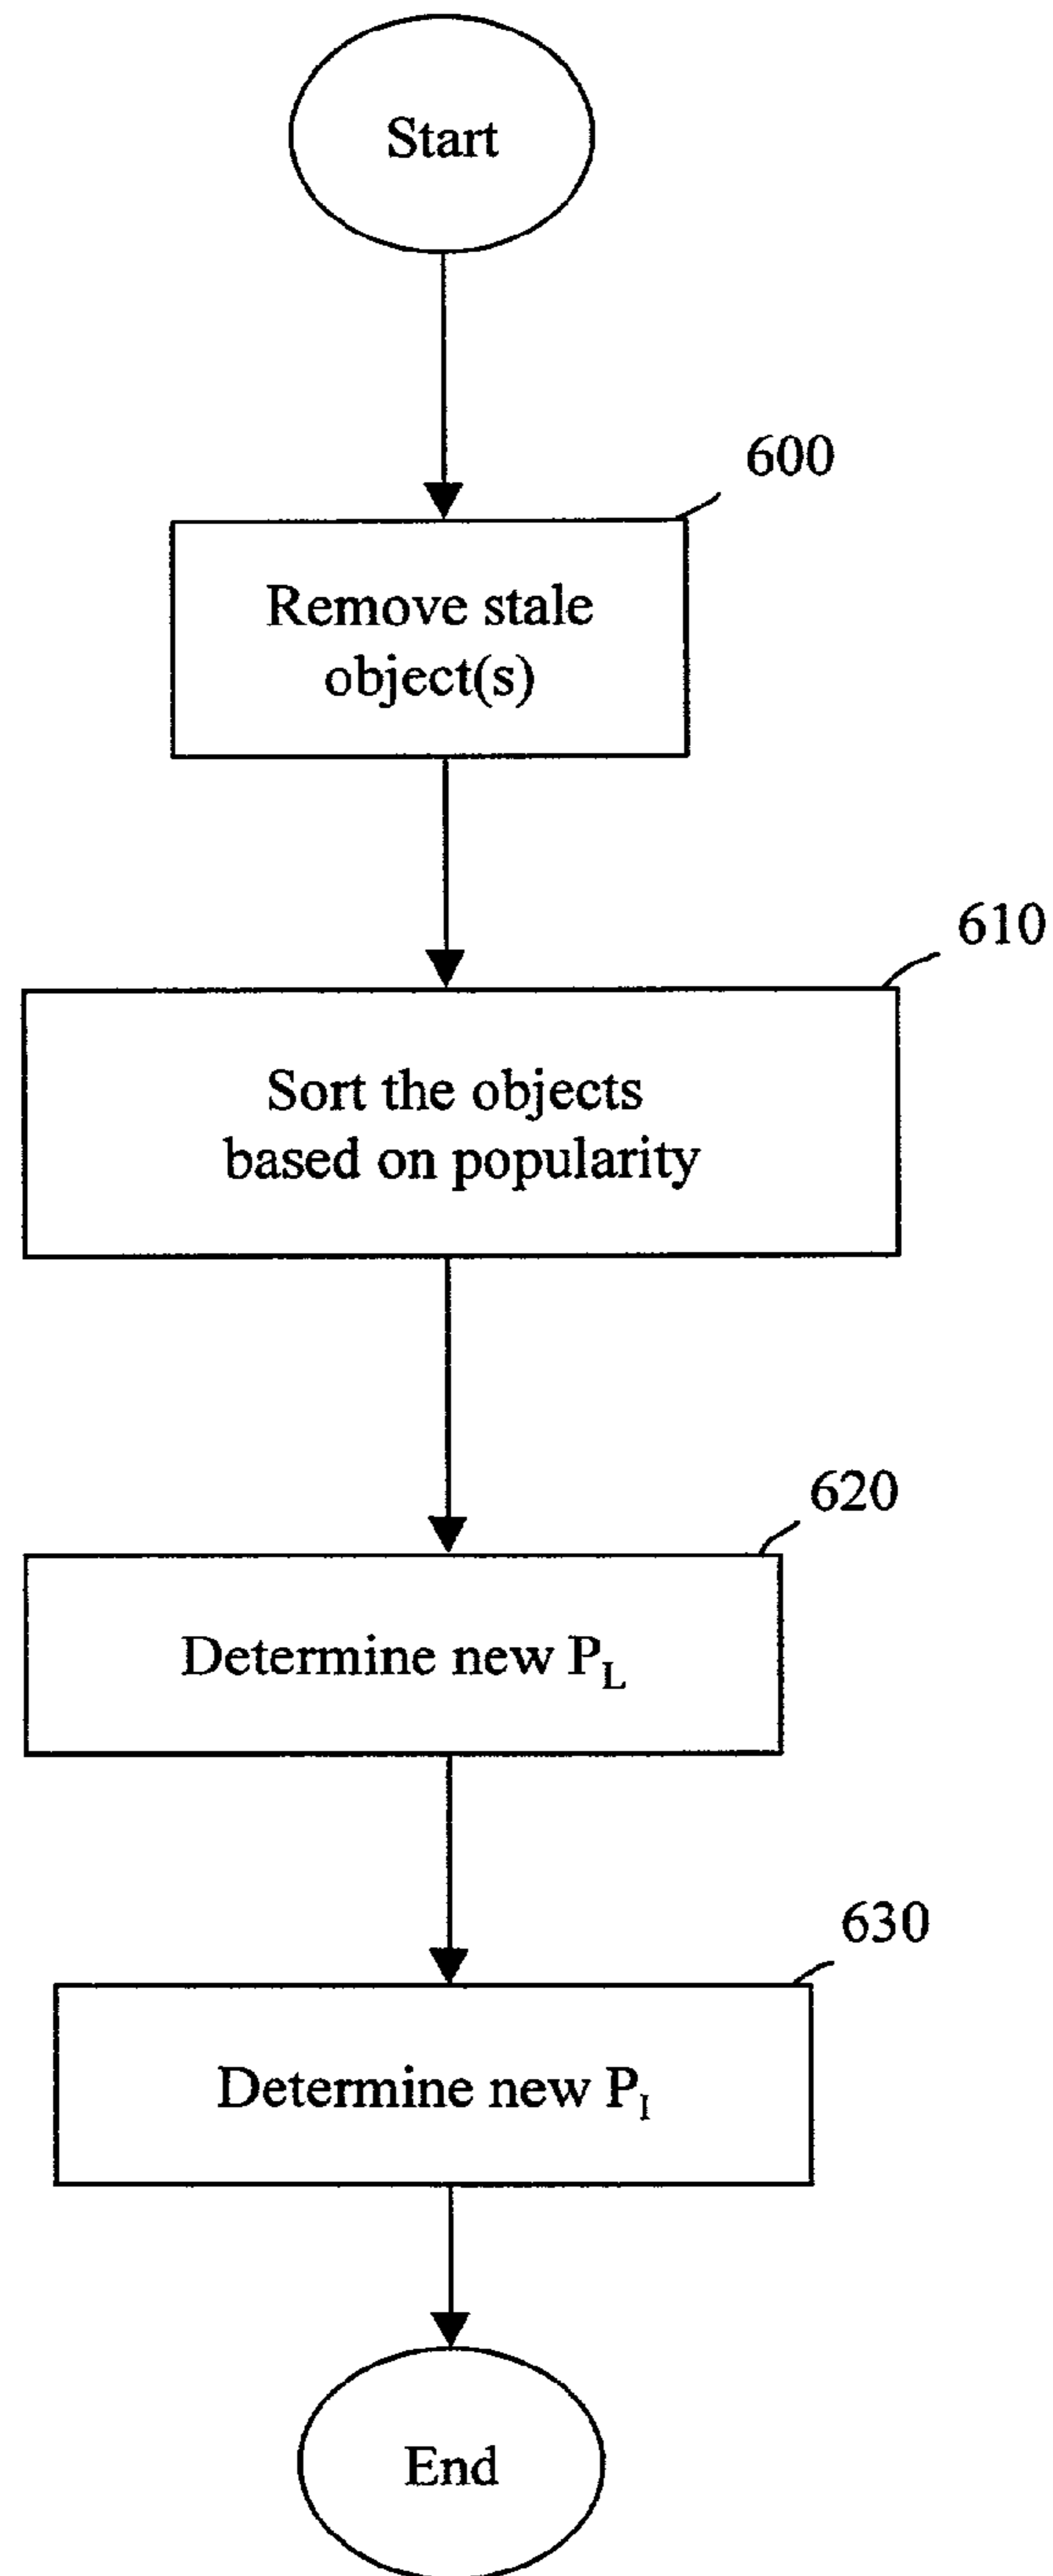 Start
600
Remove stale
object(s)
610
Sort the objects
based on popularity
620
Determine new P_L
630
Determine new P_I
End